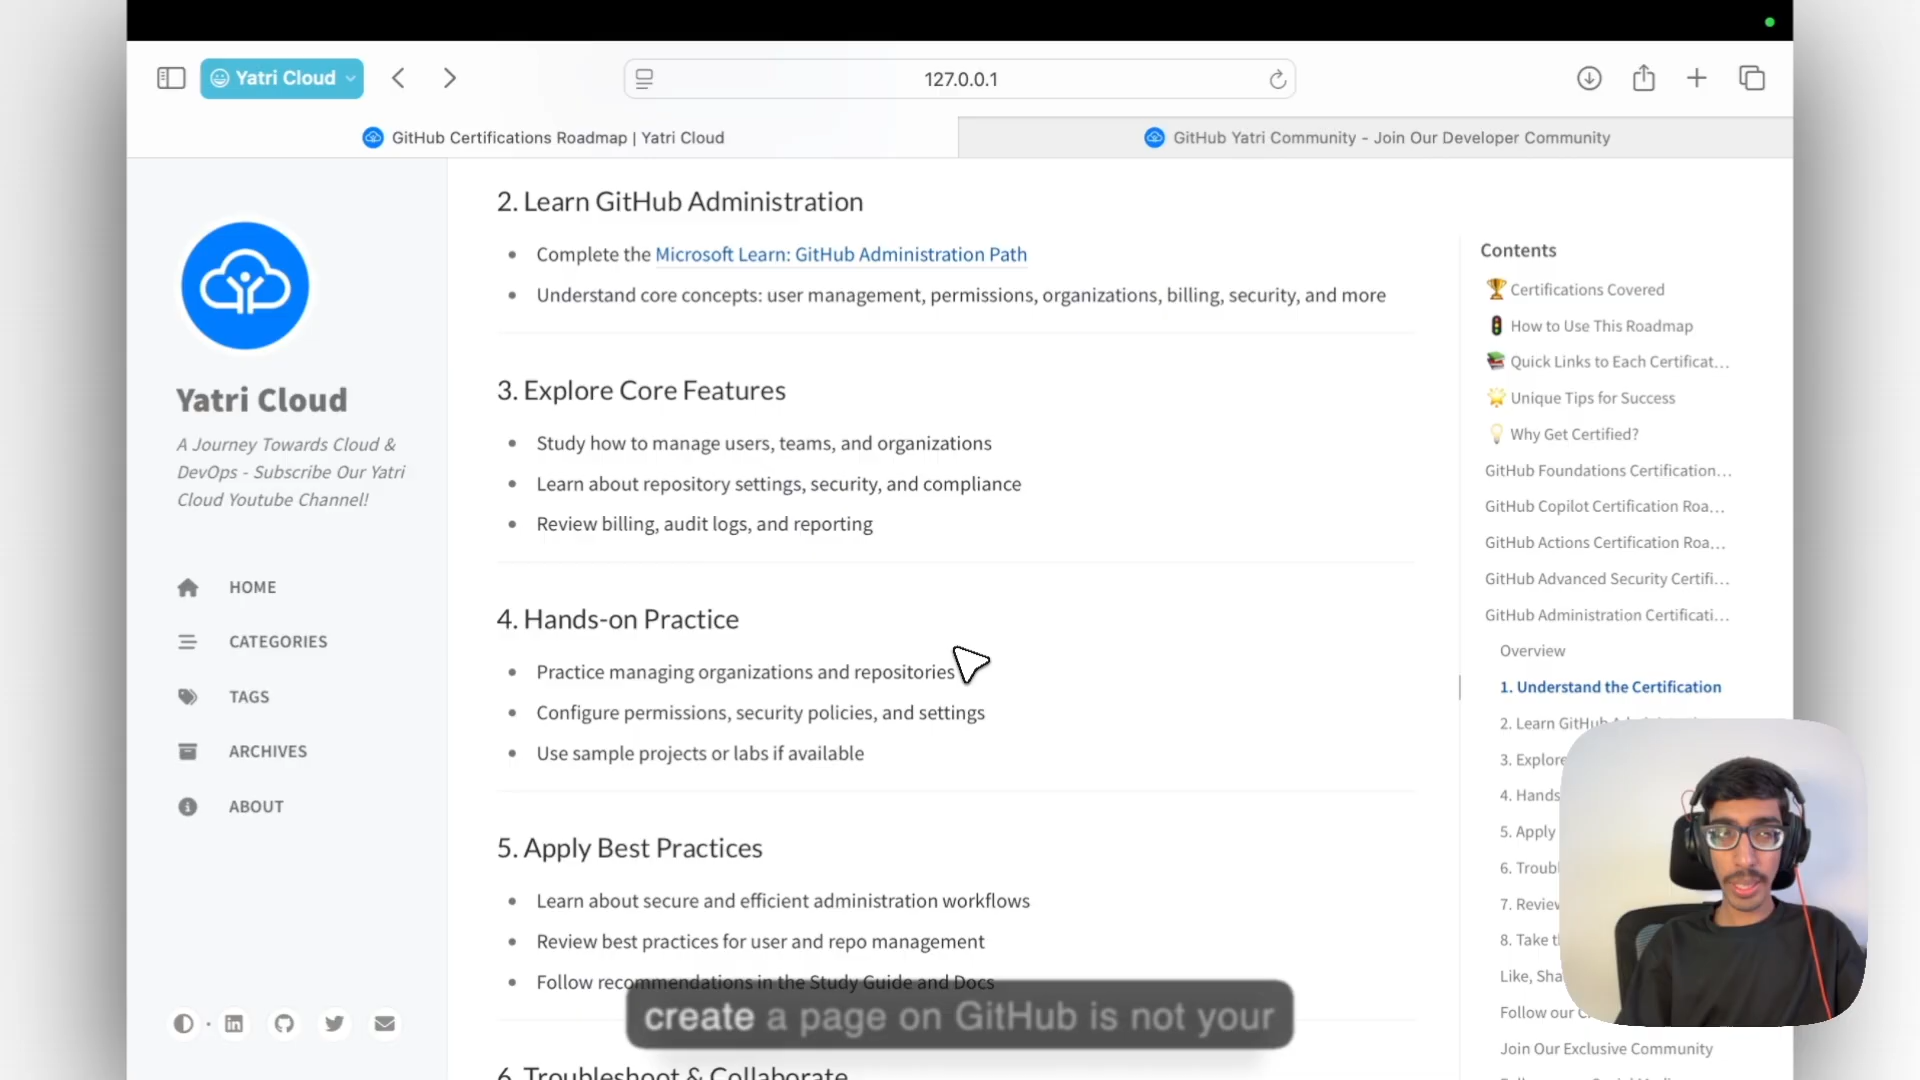 Yatri Cloud
127.0.0.1
GitHub Certifications Roadmap | Yatri Cloud
GitHub Yatri Community - Join Our Developer Community
Yatri Cloud
A Journey Towards Cloud &
DevOps - Subscribe Our Yatri
Cloud Youtube Channel!
HOME
CATEGORIES
TAGS
ARCHIVES
ABOUT
2. Learn GitHub Administration
Complete the Microsoft Learn: GitHub Administration Path
Understand core concepts: user management, permissions, organizations, billing, security, and more
3. Explore Core Features
Study how to manage users, teams, and organizations
Learn about repository settings, security, and compliance
Review billing, audit logs, and reporting
4. Hands-on Practice
Practice managing organizations and repositories
Configure permissions, security policies, and settings
Use sample projects or labs if available
5. Apply Best Practices
Learn about secure and efficient administration workflows
Review best practices for user and repo management
Follow recommendations in the Study Guide and Docs
6. Troubleshoot & Collaborate
Contents
🏆 Certifications Covered
🚦 How to Use This Roadmap
📚 Quick Links to Each Certificat...
🌟 Unique Tips for Success
💡 Why Get Certified?
GitHub Foundations Certification...
GitHub Copilot Certification Roa...
GitHub Actions Certification Roa...
GitHub Advanced Security Certifi...
GitHub Administration Certificati...
Overview
1. Understand the Certification
2. Learn GitHub
3. Explore
4. Hands
5. Apply
6. Troubl
7. Review
8. Take t
Like, Sha
Follow our C
Join Our Exclusive Community
create a page on GitHub is not your